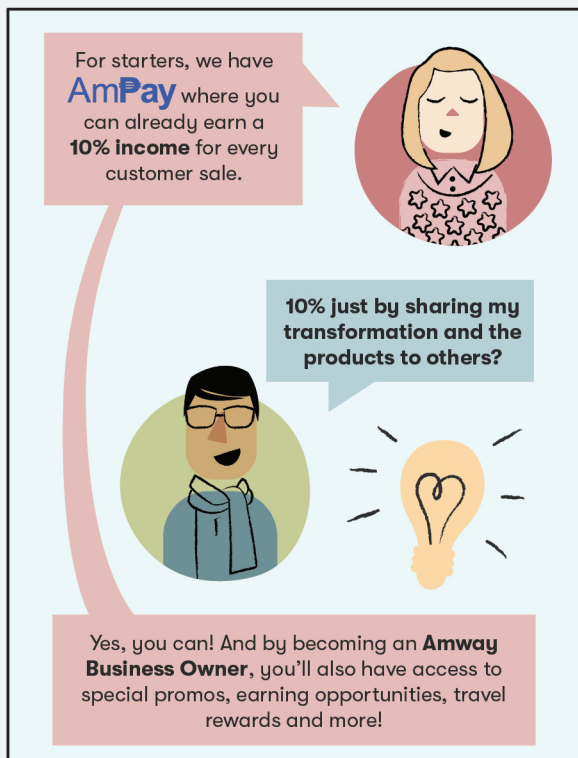 For starters, we have
AmPay where you
can already earn a
10% income for every
customer sale.
10% just by sharing my
transformation and the
products to others?
Yes, you can! And by becoming an Amway
Business Owner, you'll also have access to
special promos, earning opportunities, travel
rewards and more!